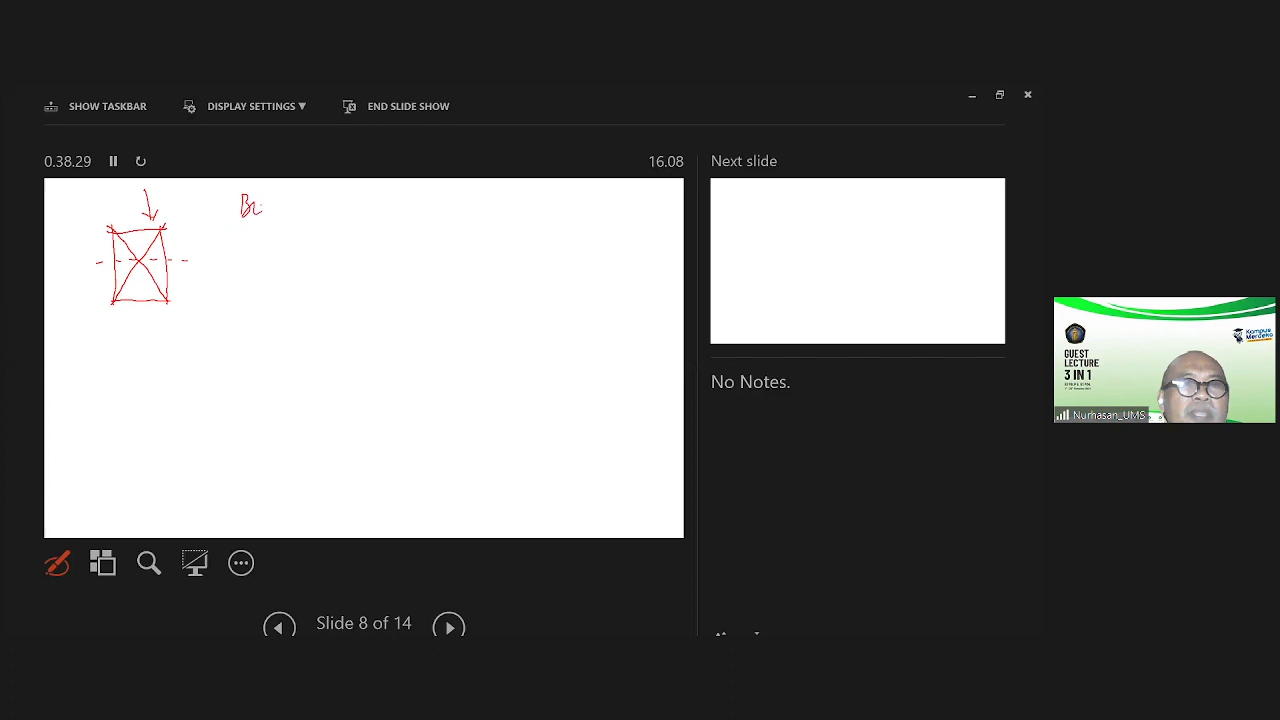 SHOW TASKBAR DISPLAY SETTINGS ▼ END SLIDE SHOW
0.38.29 16.08 Next slide
No Notes.
Slide 8 of 14
GUEST
LECTURE
3 IN 1
Kampus
Merdeka
Nurhasan_UMS